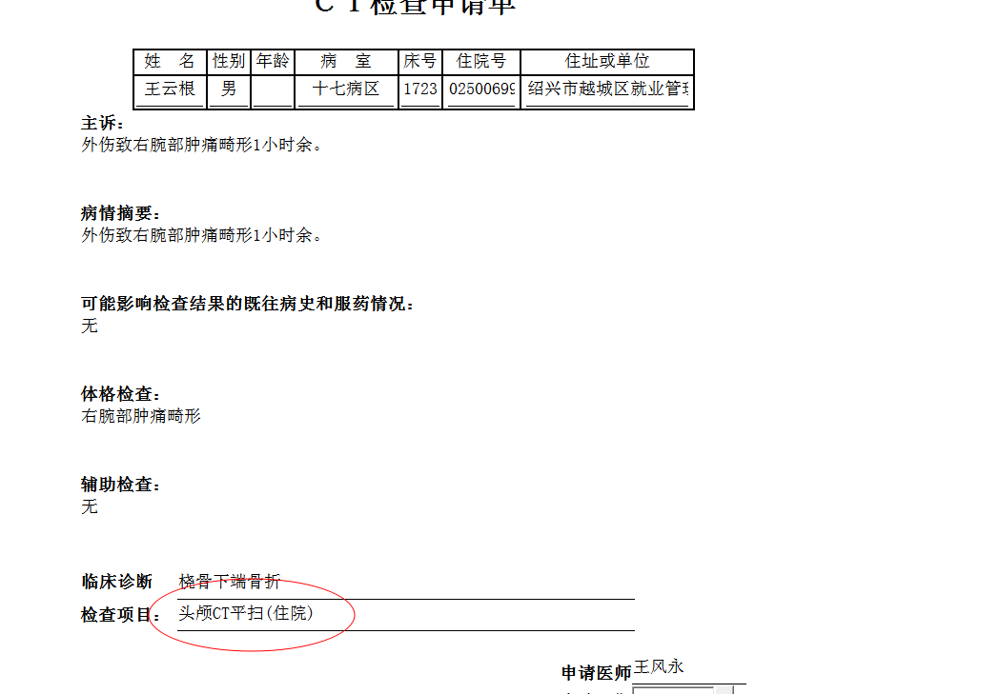 CT检查申请单
姓 名 性别 年龄 病 室 床号 住院号 住址或单位
王云根 男 十七病区 1723 02500699 绍兴市越城区就业管理
主诉：
外伤致右腕部肿痛畸形1小时余。
病情摘要：
外伤致右腕部肿痛畸形1小时余。
可能影响检查结果的既往病史和服药情况：
无
体格检查：
右腕部肿痛畸形
辅助检查：
无
临床诊断 桡骨下端骨折
检查项目： 头颅CT平扫(住院)
申请医师 王风永